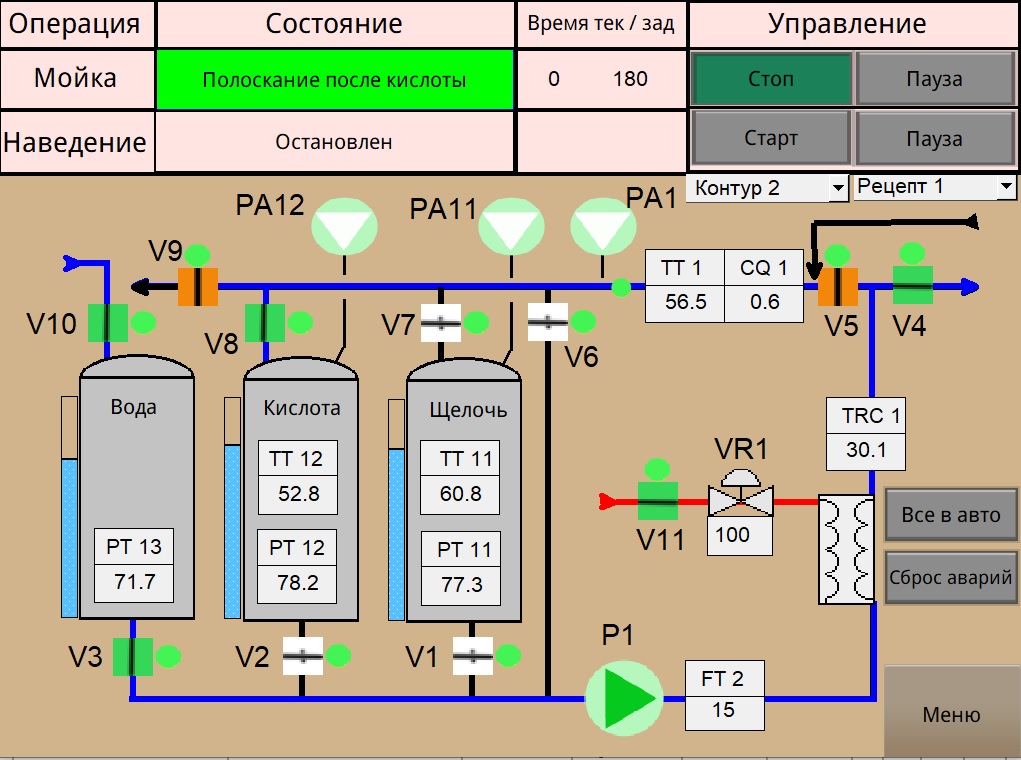 Операция Состояние Время тек / зад Управление
Мойка Полоскание после кислоты 0 180 Стоп Пауза
Наведение Остановлен Старт Пауза
Контур 2 Рецепт 1
PA12 PA11 PA1
V9
TT 1 CQ 1
56.5 0.6
V10 V8 V7 V6 V5 V4
Вода Кислота Щелочь
TRC 1
30.1
TT 12 TT 11
52.8 60.8
VR1
100
V11
Все в авто
PT 13 PT 12 PT 11
71.7 78.2 77.3
Сброс аварий
V3 V2 V1
P1
FT 2
15
Меню